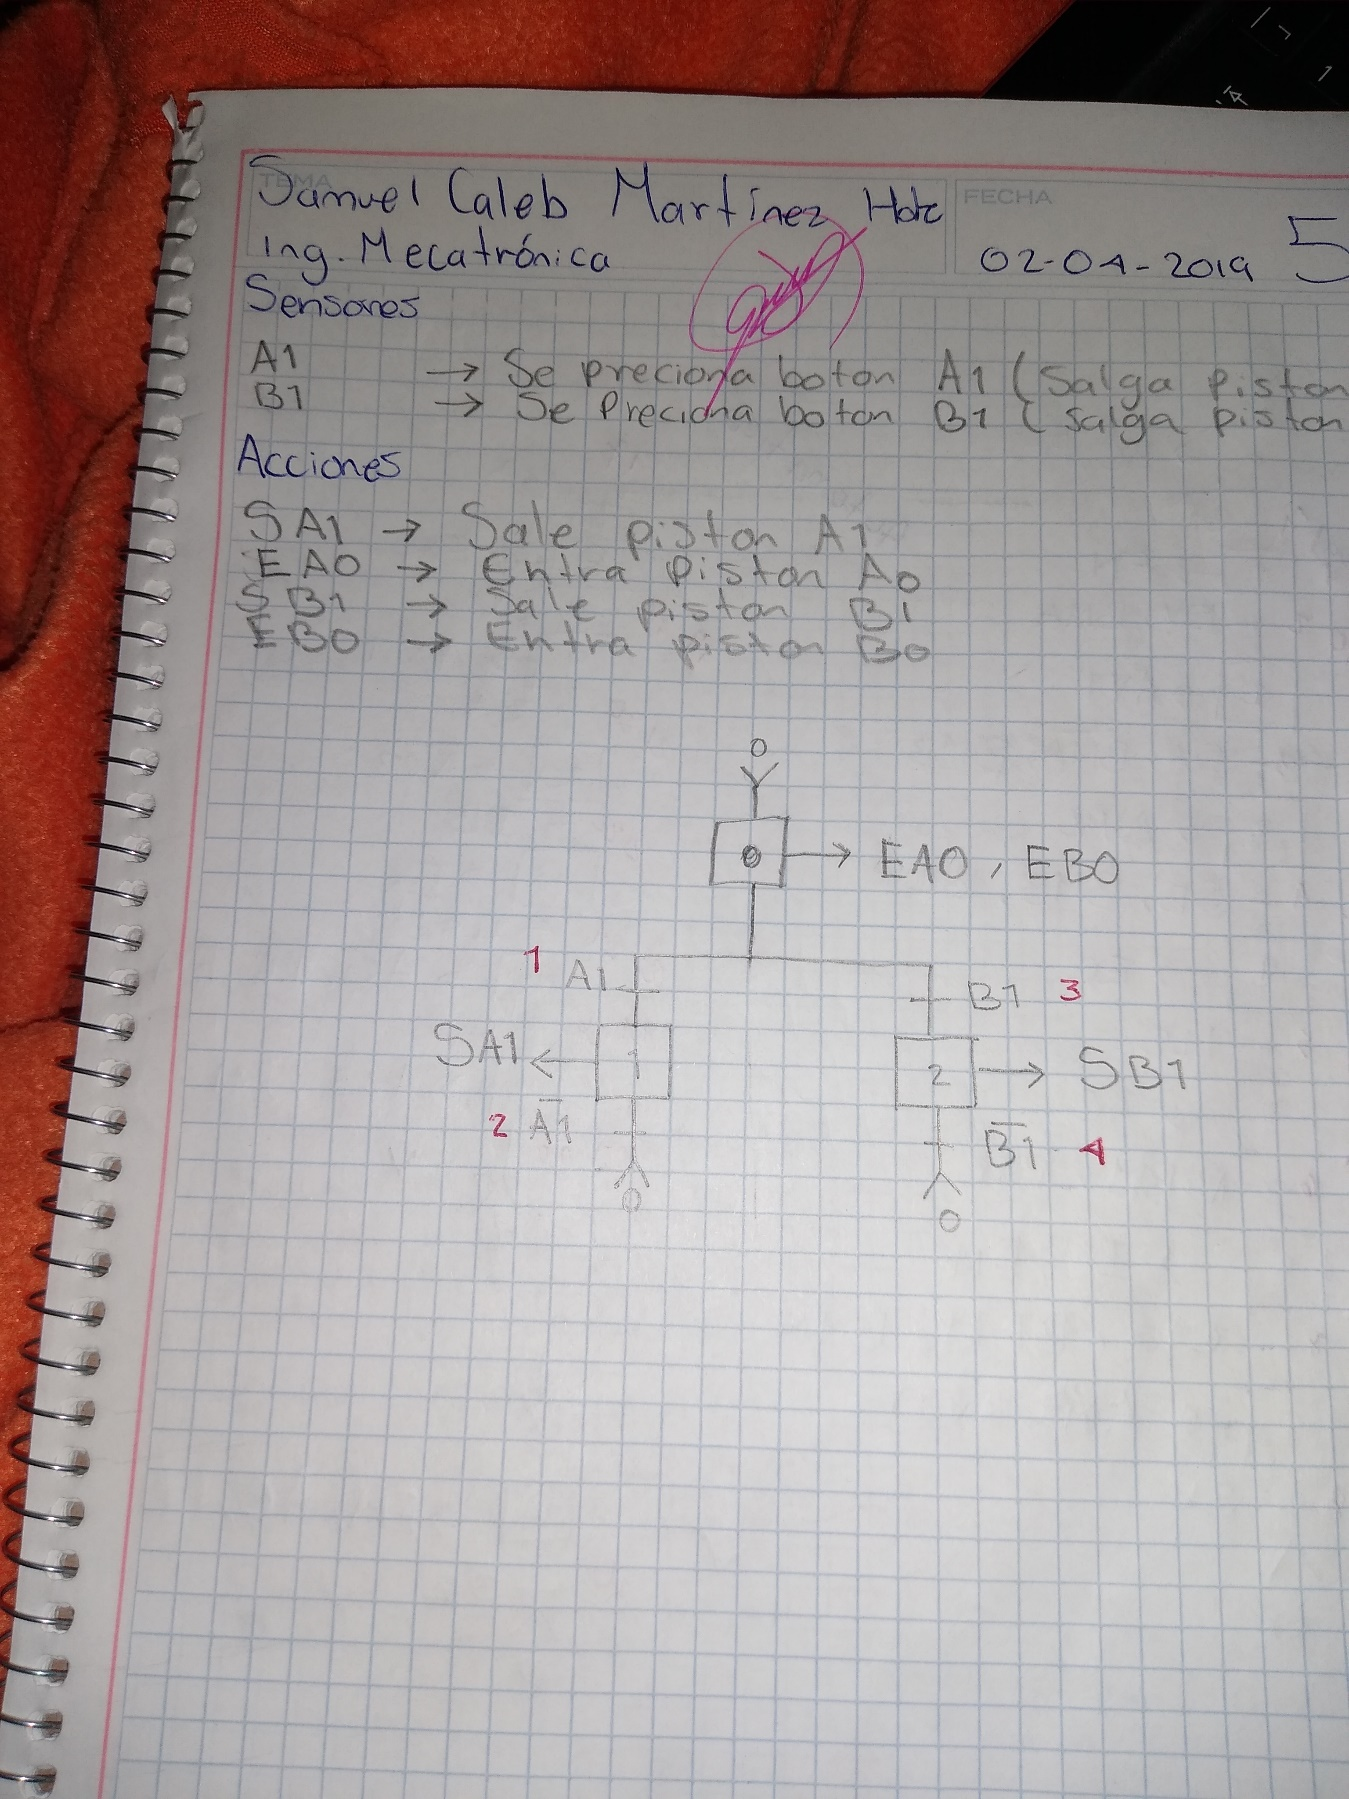 TEMA
Samuel Caleb Martínez
FECHA
Ing. Mecatrónica
02-04-2019
5
Sensores
A1 → Se preciona boton A1 (Salga piston
B1 → Se Preciona boton B1 (Salga piston
Acciones
SA1 → Sale piston A1
EA0 → Entra piston A0
SB1 → Sale piston B1
EB0 → Entra piston B0
0
0 → EA0, EB0
1 A1
B1 3
SA1 ← 1
2 → SB1
2 A̅1̅
B̅1̅ 4
0
0